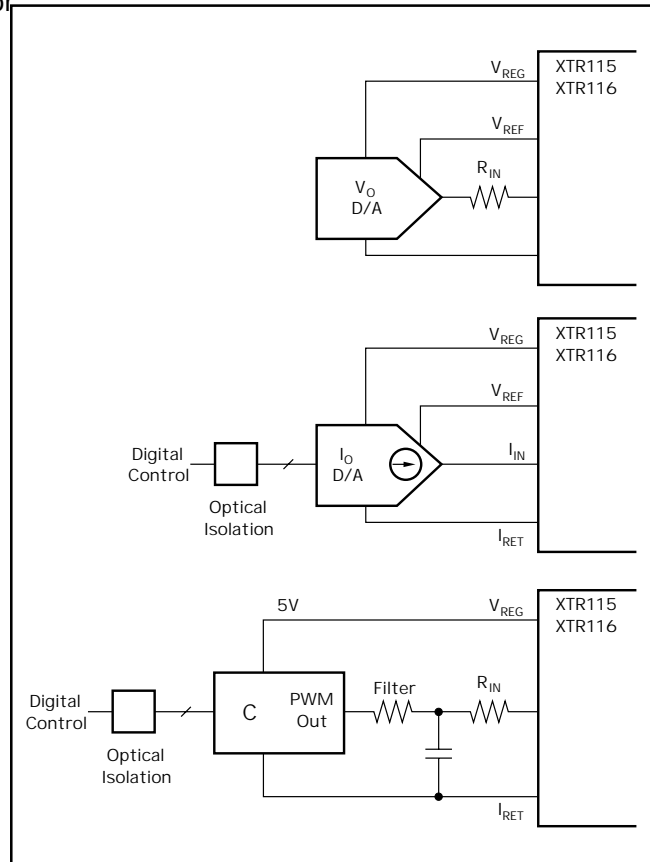 V_REG
XTR115
XTR116
V_REF
R_IN
V_O
D/A
V_REG
XTR115
XTR116
V_REF
Digital
Control
I_O
D/A
I_IN
Optical
Isolation
I_RET
5V
V_REG
XTR115
XTR116
Digital
Control
C
PWM
Out
Filter
R_IN
Optical
Isolation
I_RET